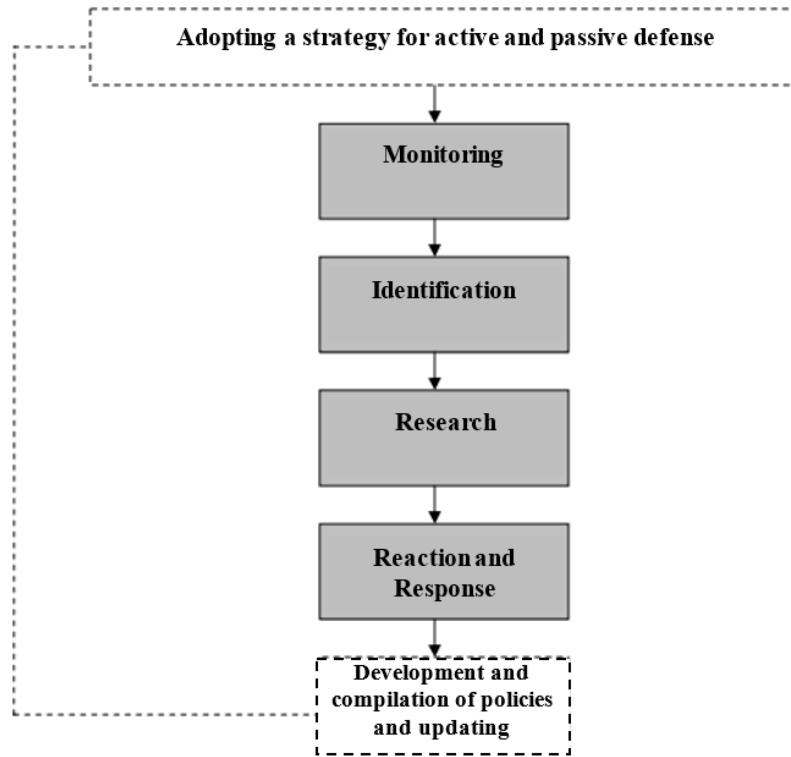 Adopting a strategy for active and passive defense
Monitoring
Identification
Research
Reaction and
Response
Development and
compilation of policies
and updating